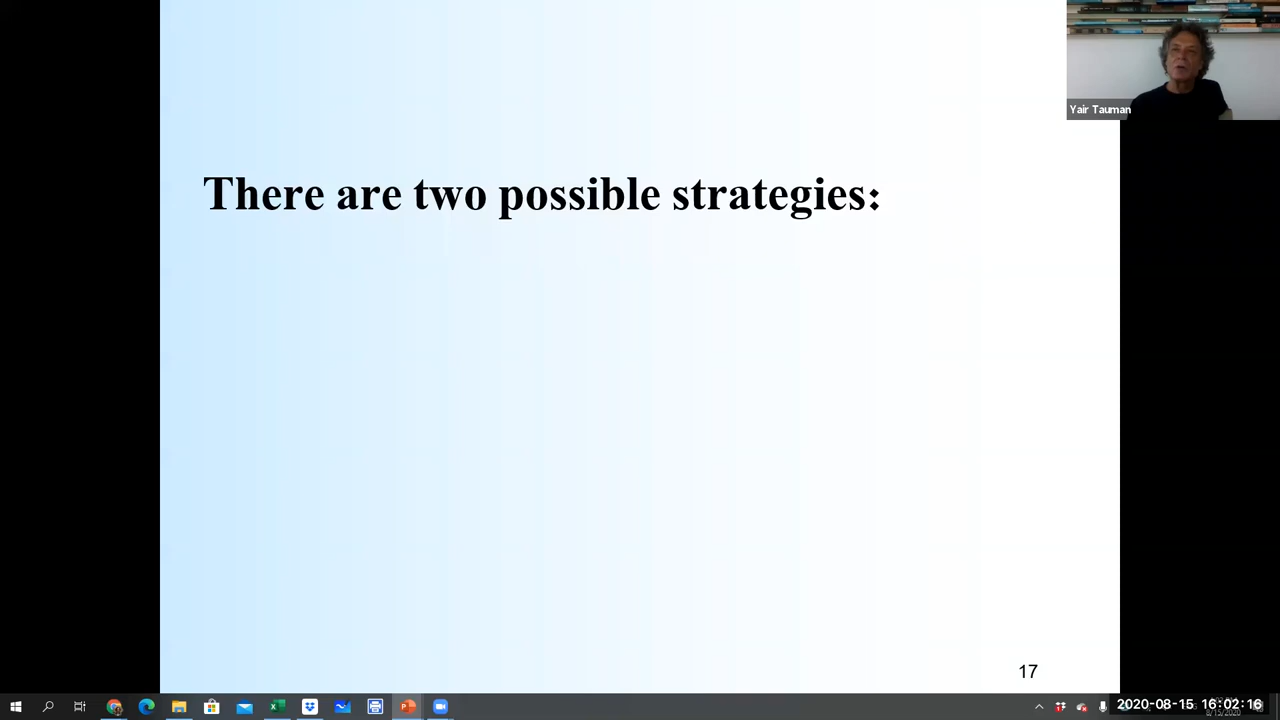 Yair Tauman
There are two possible strategies:
17
2020-08-15 16:02:16